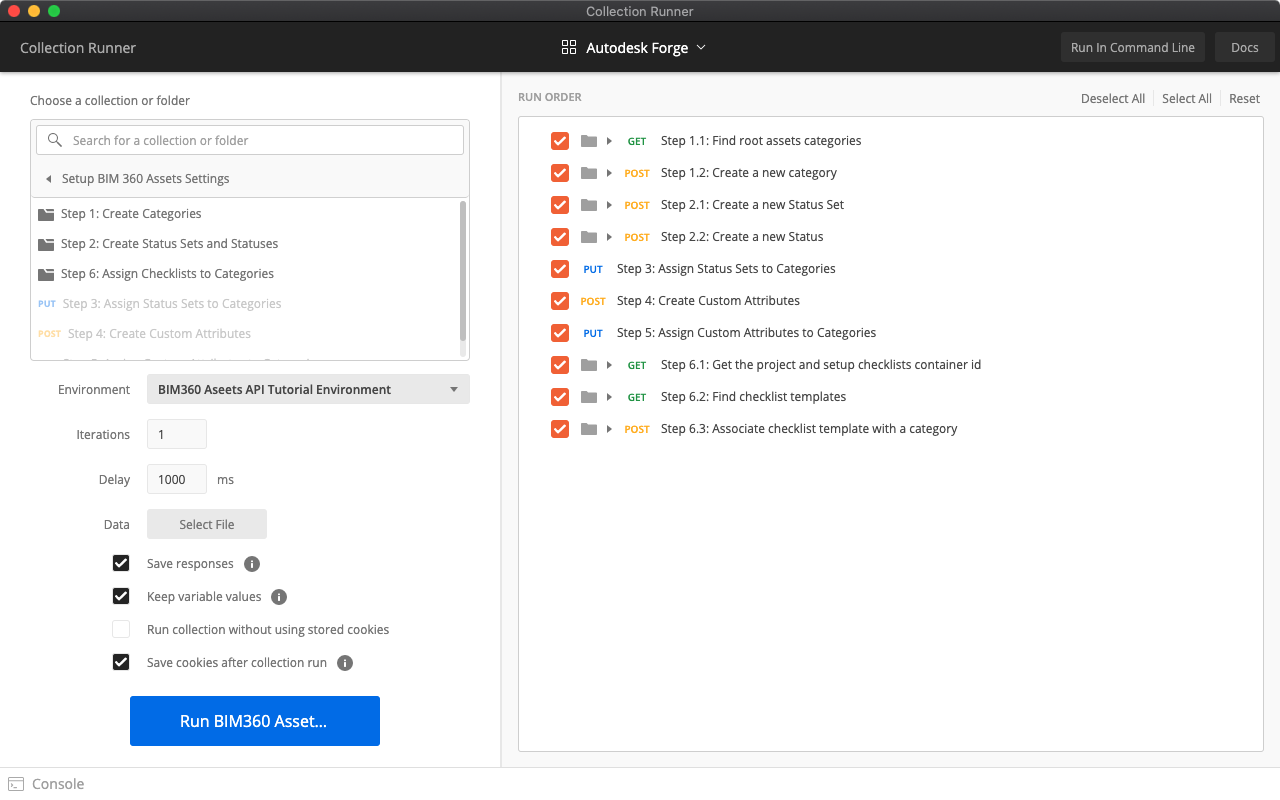 Collection Runner
Collection Runner
Autodesk Forge
Run In Command Line
Docs
Choose a collection or folder
Search for a collection or folder
Setup BIM 360 Assets Settings
Step 1: Create Categories
Step 2: Create Status Sets and Statuses
Step 6: Assign Checklists to Categories
PUT Step 3: Assign Status Sets to Categories
POST Step 4: Create Custom Attributes
Environment BIM360 Aseets API Tutorial Environment
Iterations 1
Delay 1000 ms
Data Select File
Save responses
Keep variable values
Run collection without using stored cookies
Save cookies after collection run
Run BIM360 Asset...
RUN ORDER
Deselect All Select All Reset
GET Step 1.1: Find root assets categories
POST Step 1.2: Create a new category
POST Step 2.1: Create a new Status Set
POST Step 2.2: Create a new Status
PUT Step 3: Assign Status Sets to Categories
POST Step 4: Create Custom Attributes
PUT Step 5: Assign Custom Attributes to Categories
GET Step 6.1: Get the project and setup checklists container id
GET Step 6.2: Find checklist templates
POST Step 6.3: Associate checklist template with a category
Console